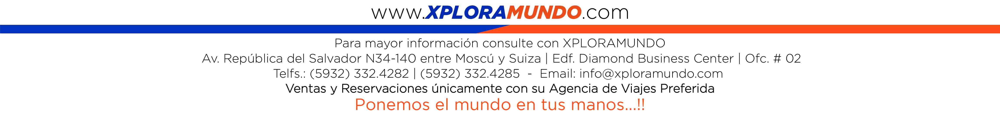 www.XPLORAMUNDO.com
Para mayor información consulte con XPLORAMUNDO
Av. República del Salvador N34-140 entre Moscú y Suiza | Edf. Diamond Business Center | Ofc. # 02
Telfs.: (5932) 332.4282 | (5932) 332.4285 - Email: info@xploramundo.com
Ventas y Reservaciones únicamente con su Agencia de Viajes Preferida
Ponemos el mundo en tus manos...!!